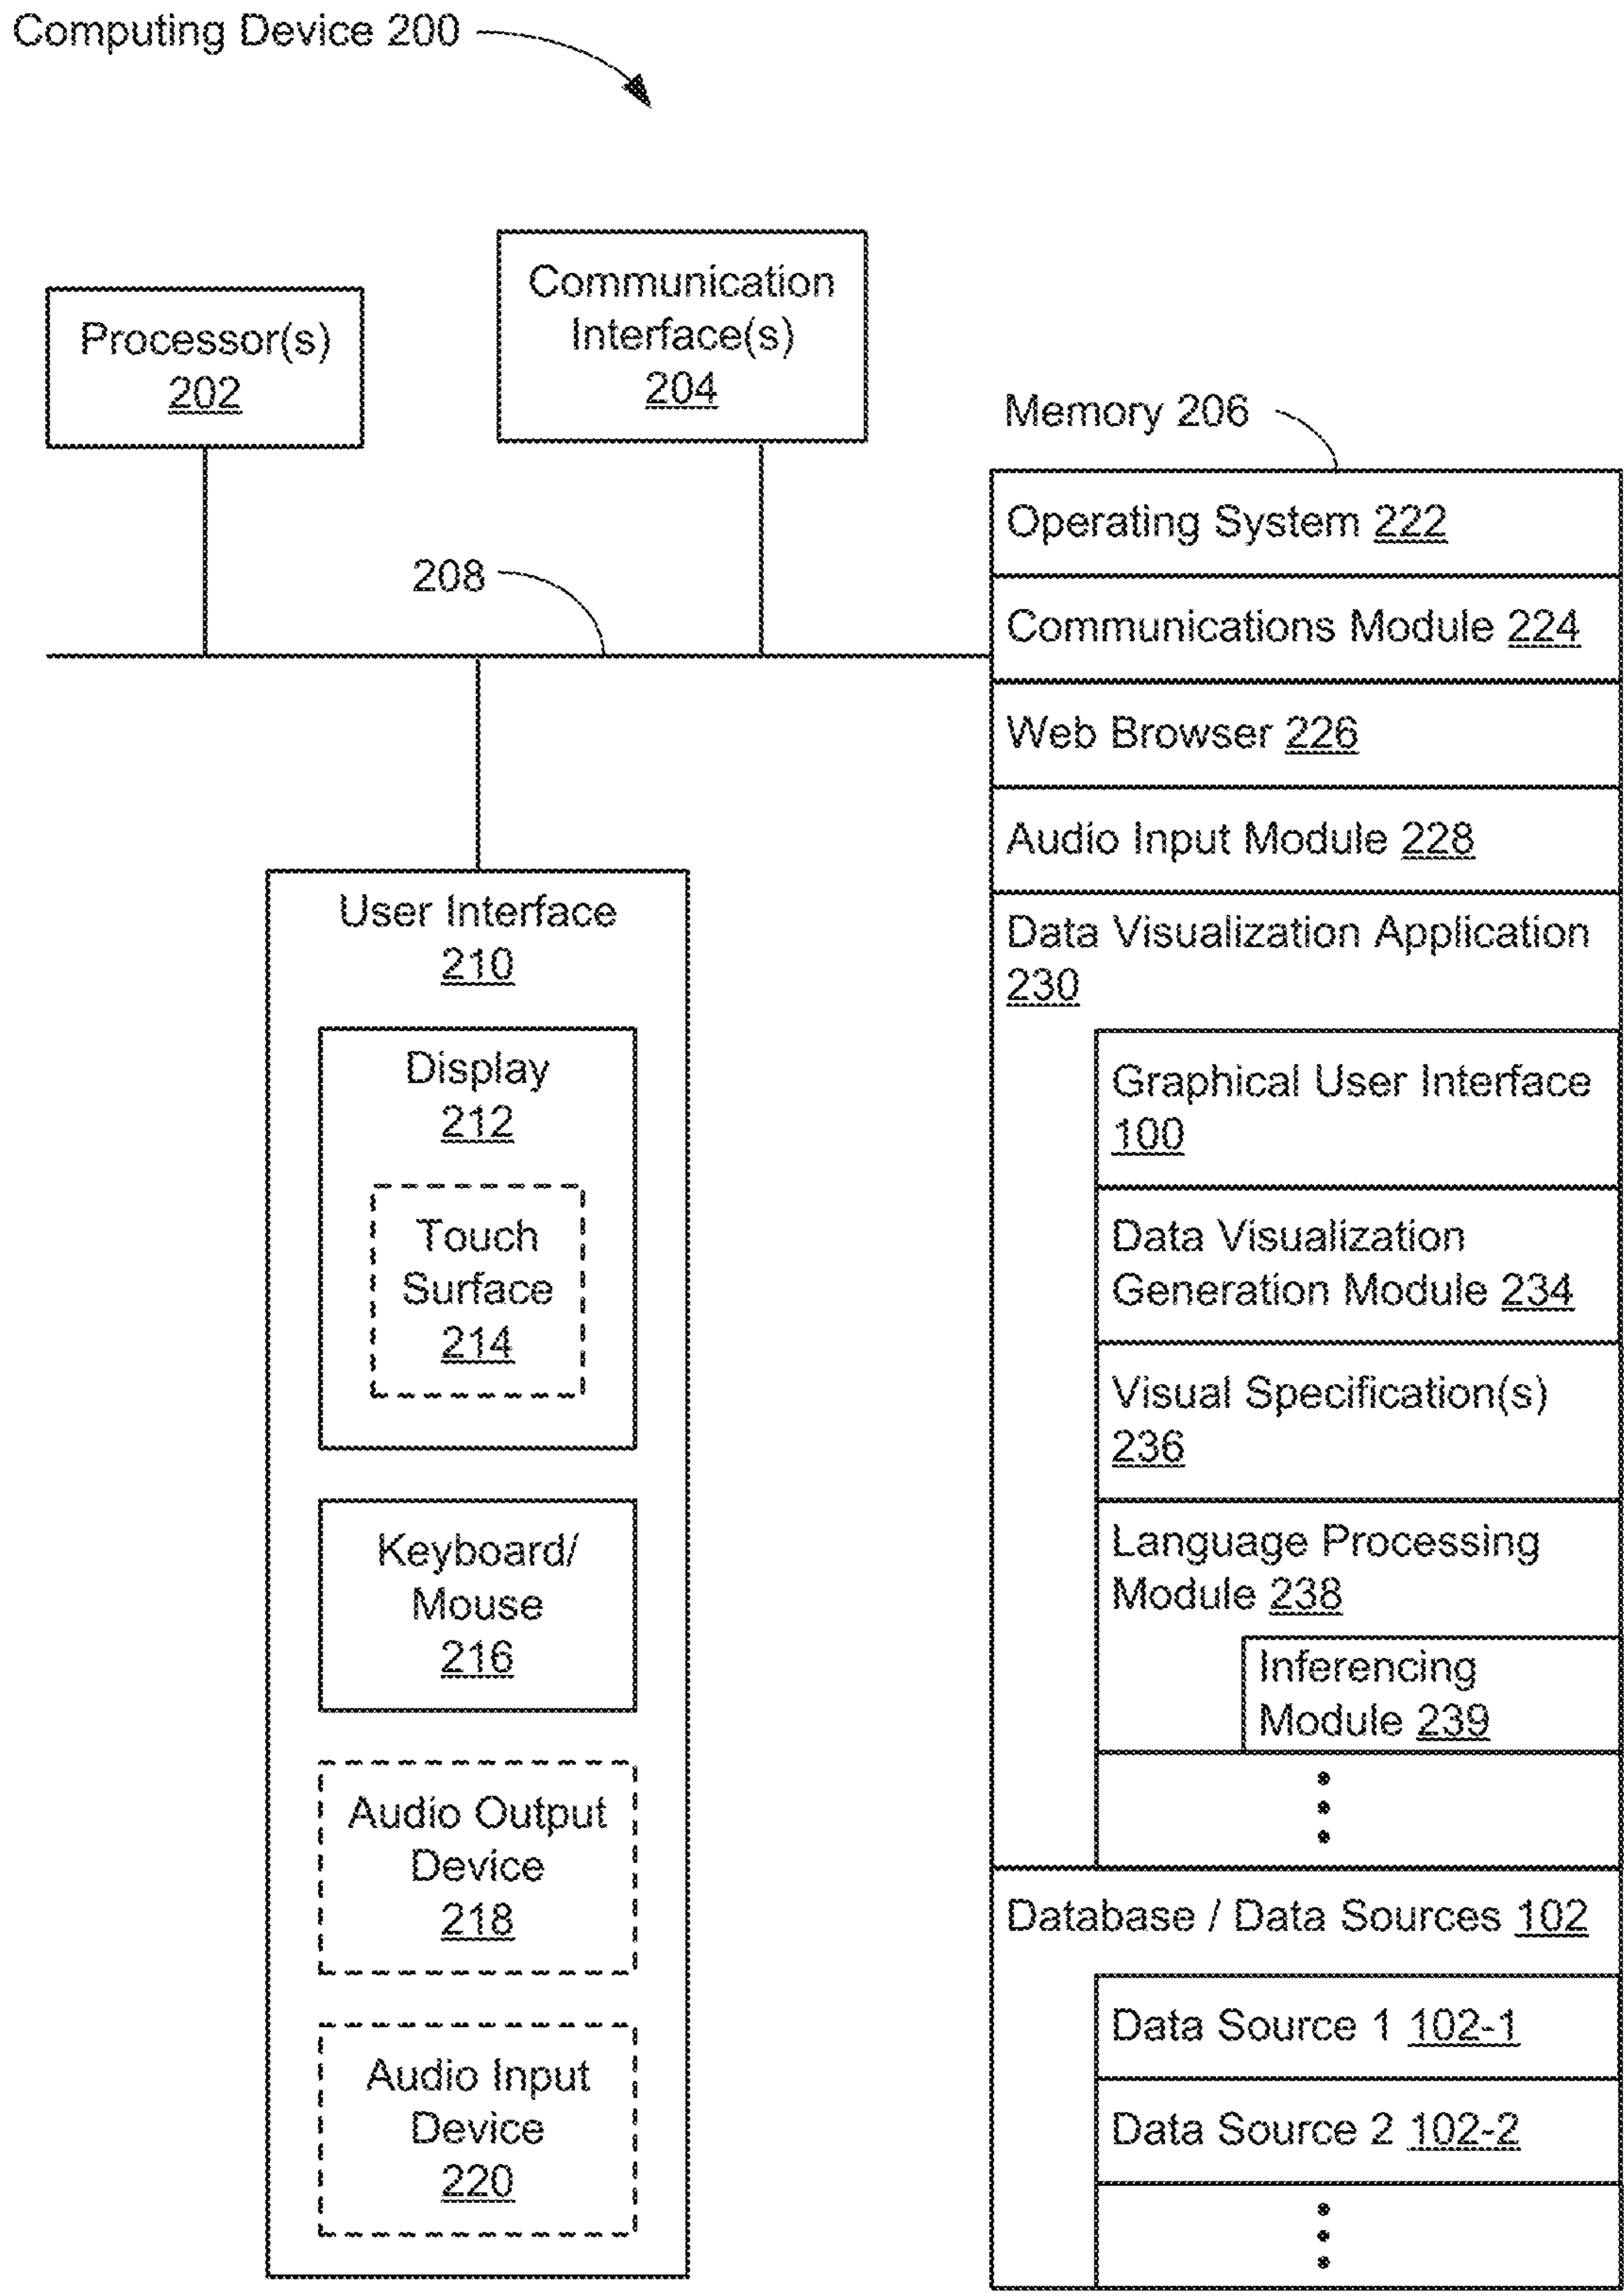 Computing Device 200
Processor(s)
202
Communication
Interface(s)
204
208
User Interface
210
Display
212
Touch
Surface
214
Keyboard/
Mouse
216
Audio Output
Device
218
Audio Input
Device
220
Memory 206
Operating System 222
Communications Module 224
Web Browser 226
Audio Input Module 228
Data Visualization Application
230
Graphical User Interface
100
Data Visualization
Generation Module 234
Visual Specification(s)
236
Language Processing
Module 238
Inferencing
Module 239
Database / Data Sources 102
Data Source 1 102-1
Data Source 2 102-2